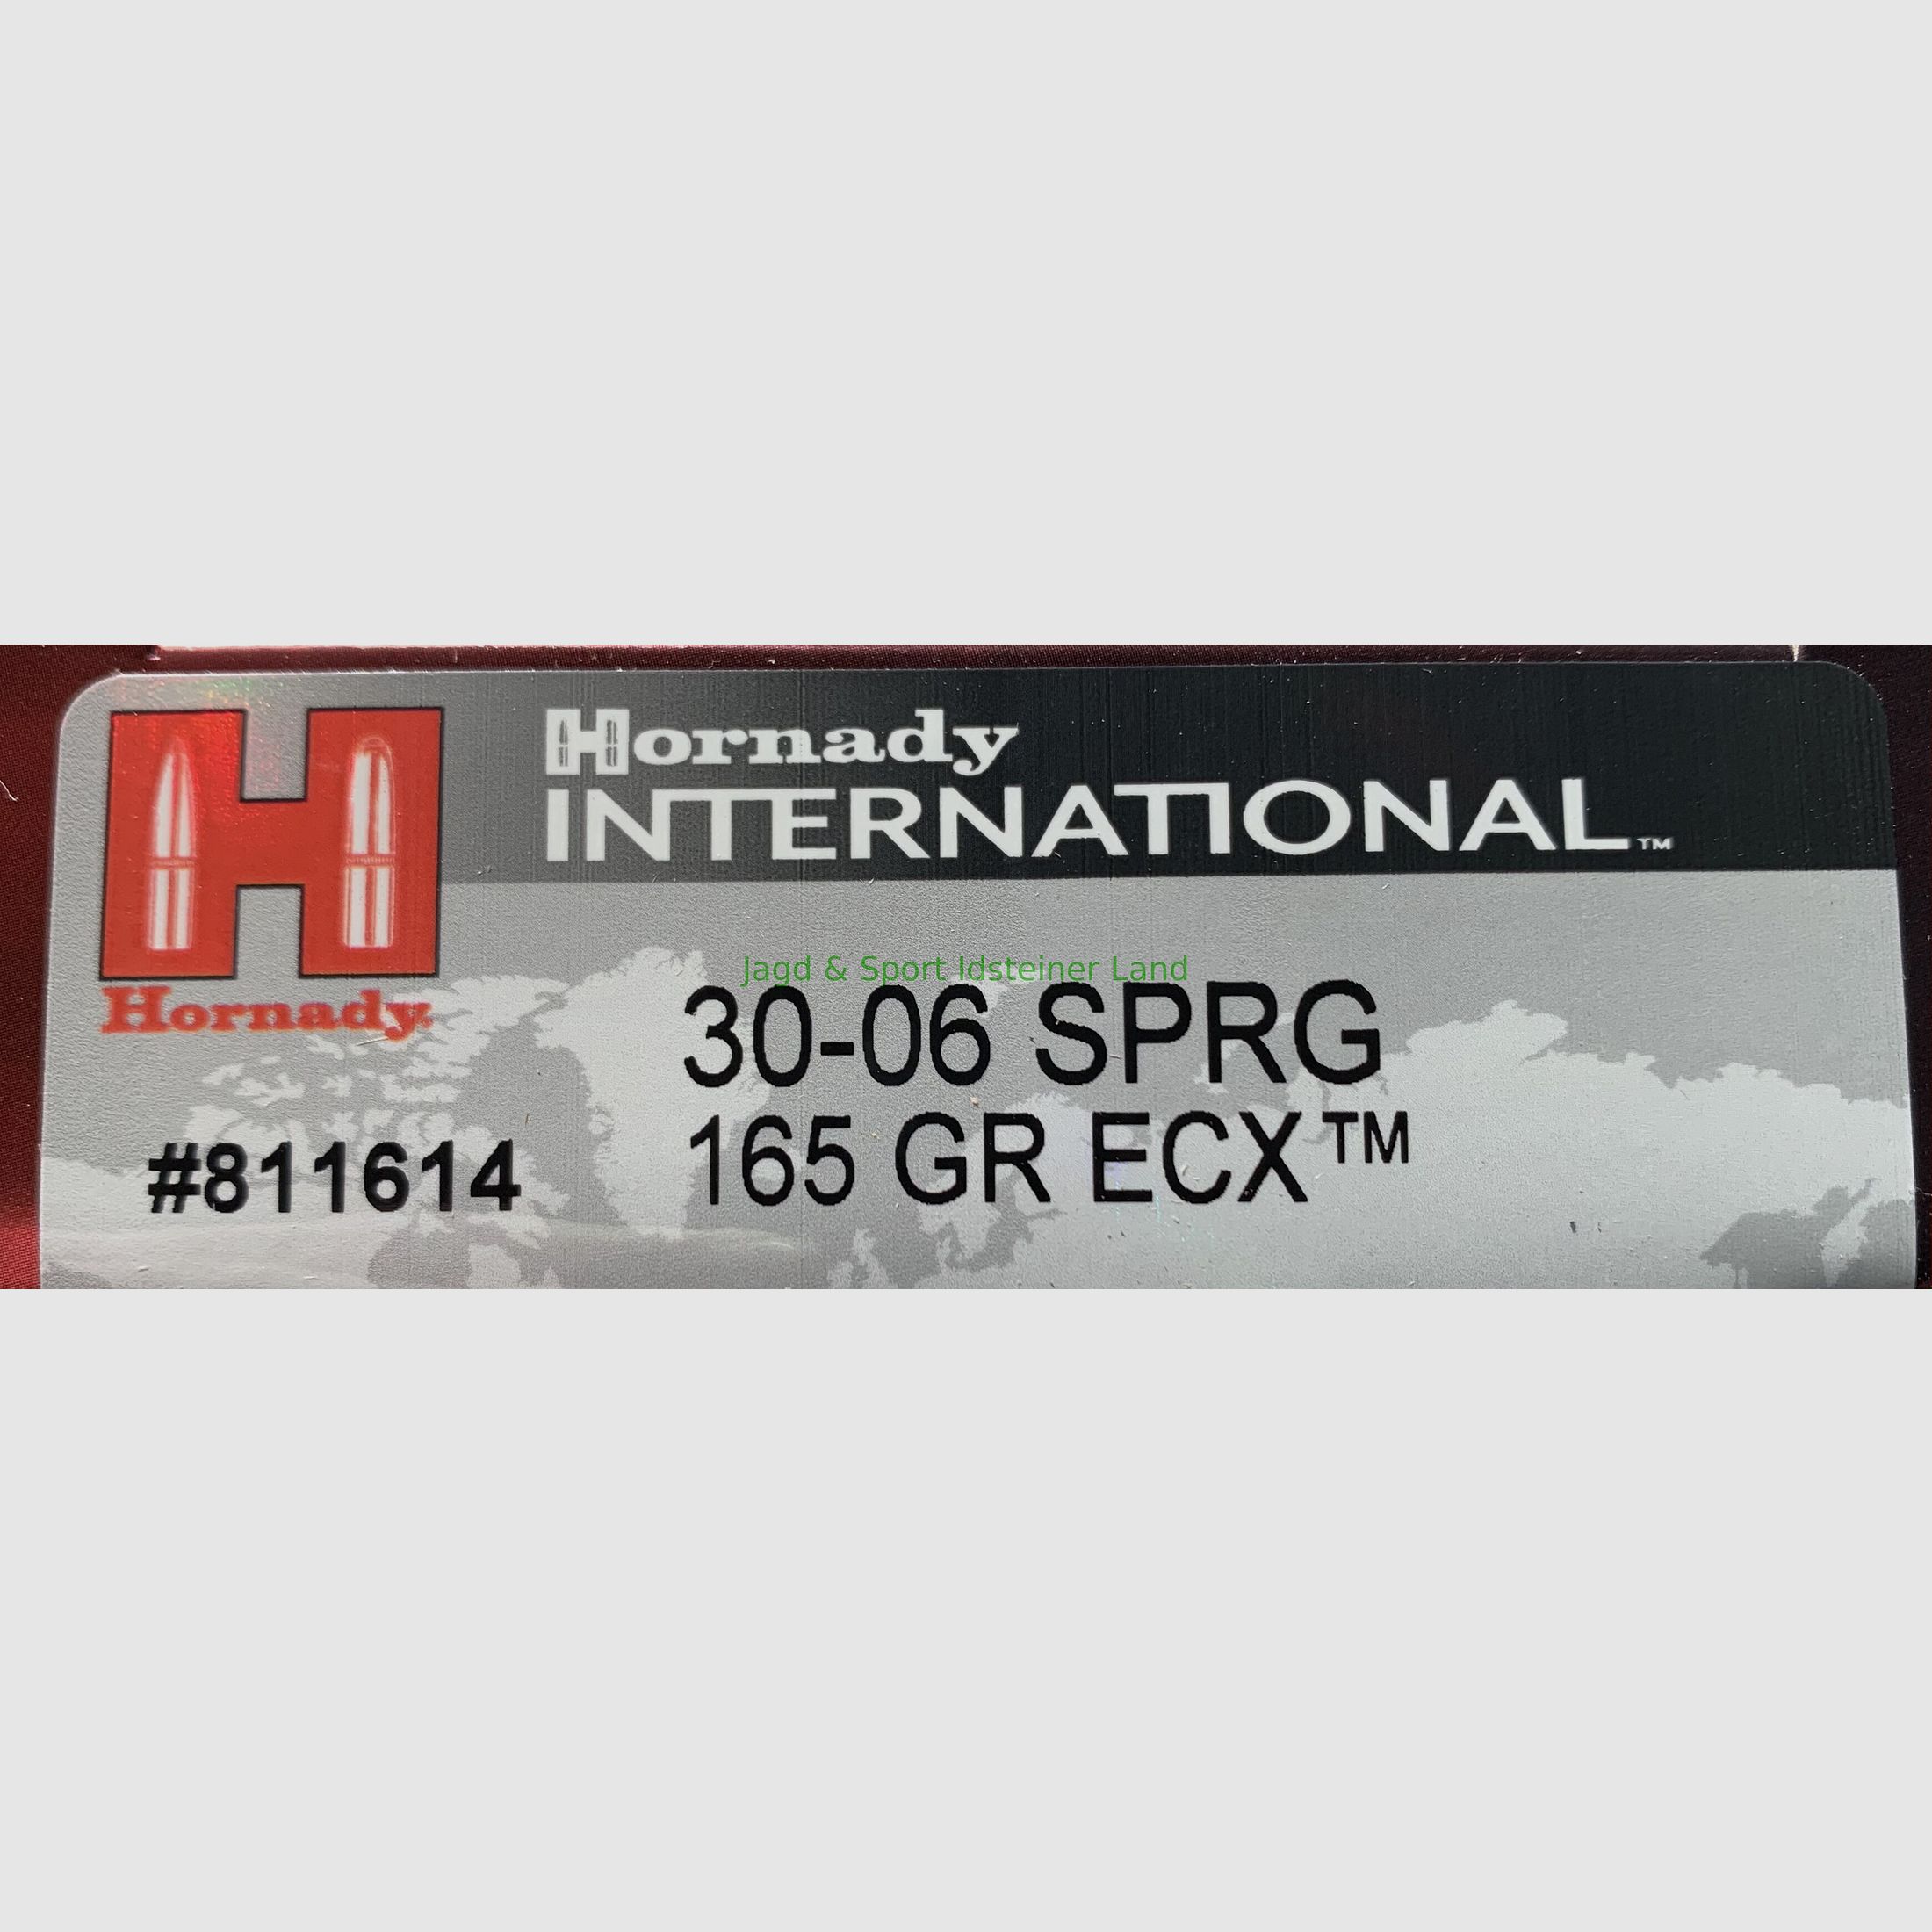 Hornady
INTERNATIONAL™
Hornady
Jagd & Sport Idsteiner Land
30-06 SPRG
165 GR ECX™
#811614